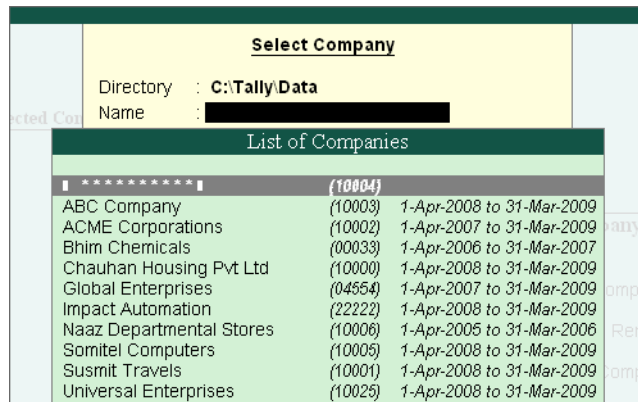 Select Company
Directory : C:\Tally\Data
Name :
List of Companies
* * * * * * * * * * (10004)
ABC Company (10003) 1-Apr-2008 to 31-Mar-2009
ACME Corporations (10002) 1-Apr-2007 to 31-Mar-2009
Bhim Chemicals (00033) 1-Apr-2006 to 31-Mar-2007
Chauhan Housing Pvt Ltd (10000) 1-Apr-2008 to 31-Mar-2009
Global Enterprises (04554) 1-Apr-2007 to 31-Mar-2009
Impact Automation (22222) 1-Apr-2008 to 31-Mar-2009
Naaz Departmental Stores (10006) 1-Apr-2005 to 31-Mar-2006
Somitel Computers (10005) 1-Apr-2008 to 31-Mar-2009
Susmit Travels (10001) 1-Apr-2008 to 31-Mar-2009
Universal Enterprises (10025) 1-Apr-2008 to 31-Mar-2009